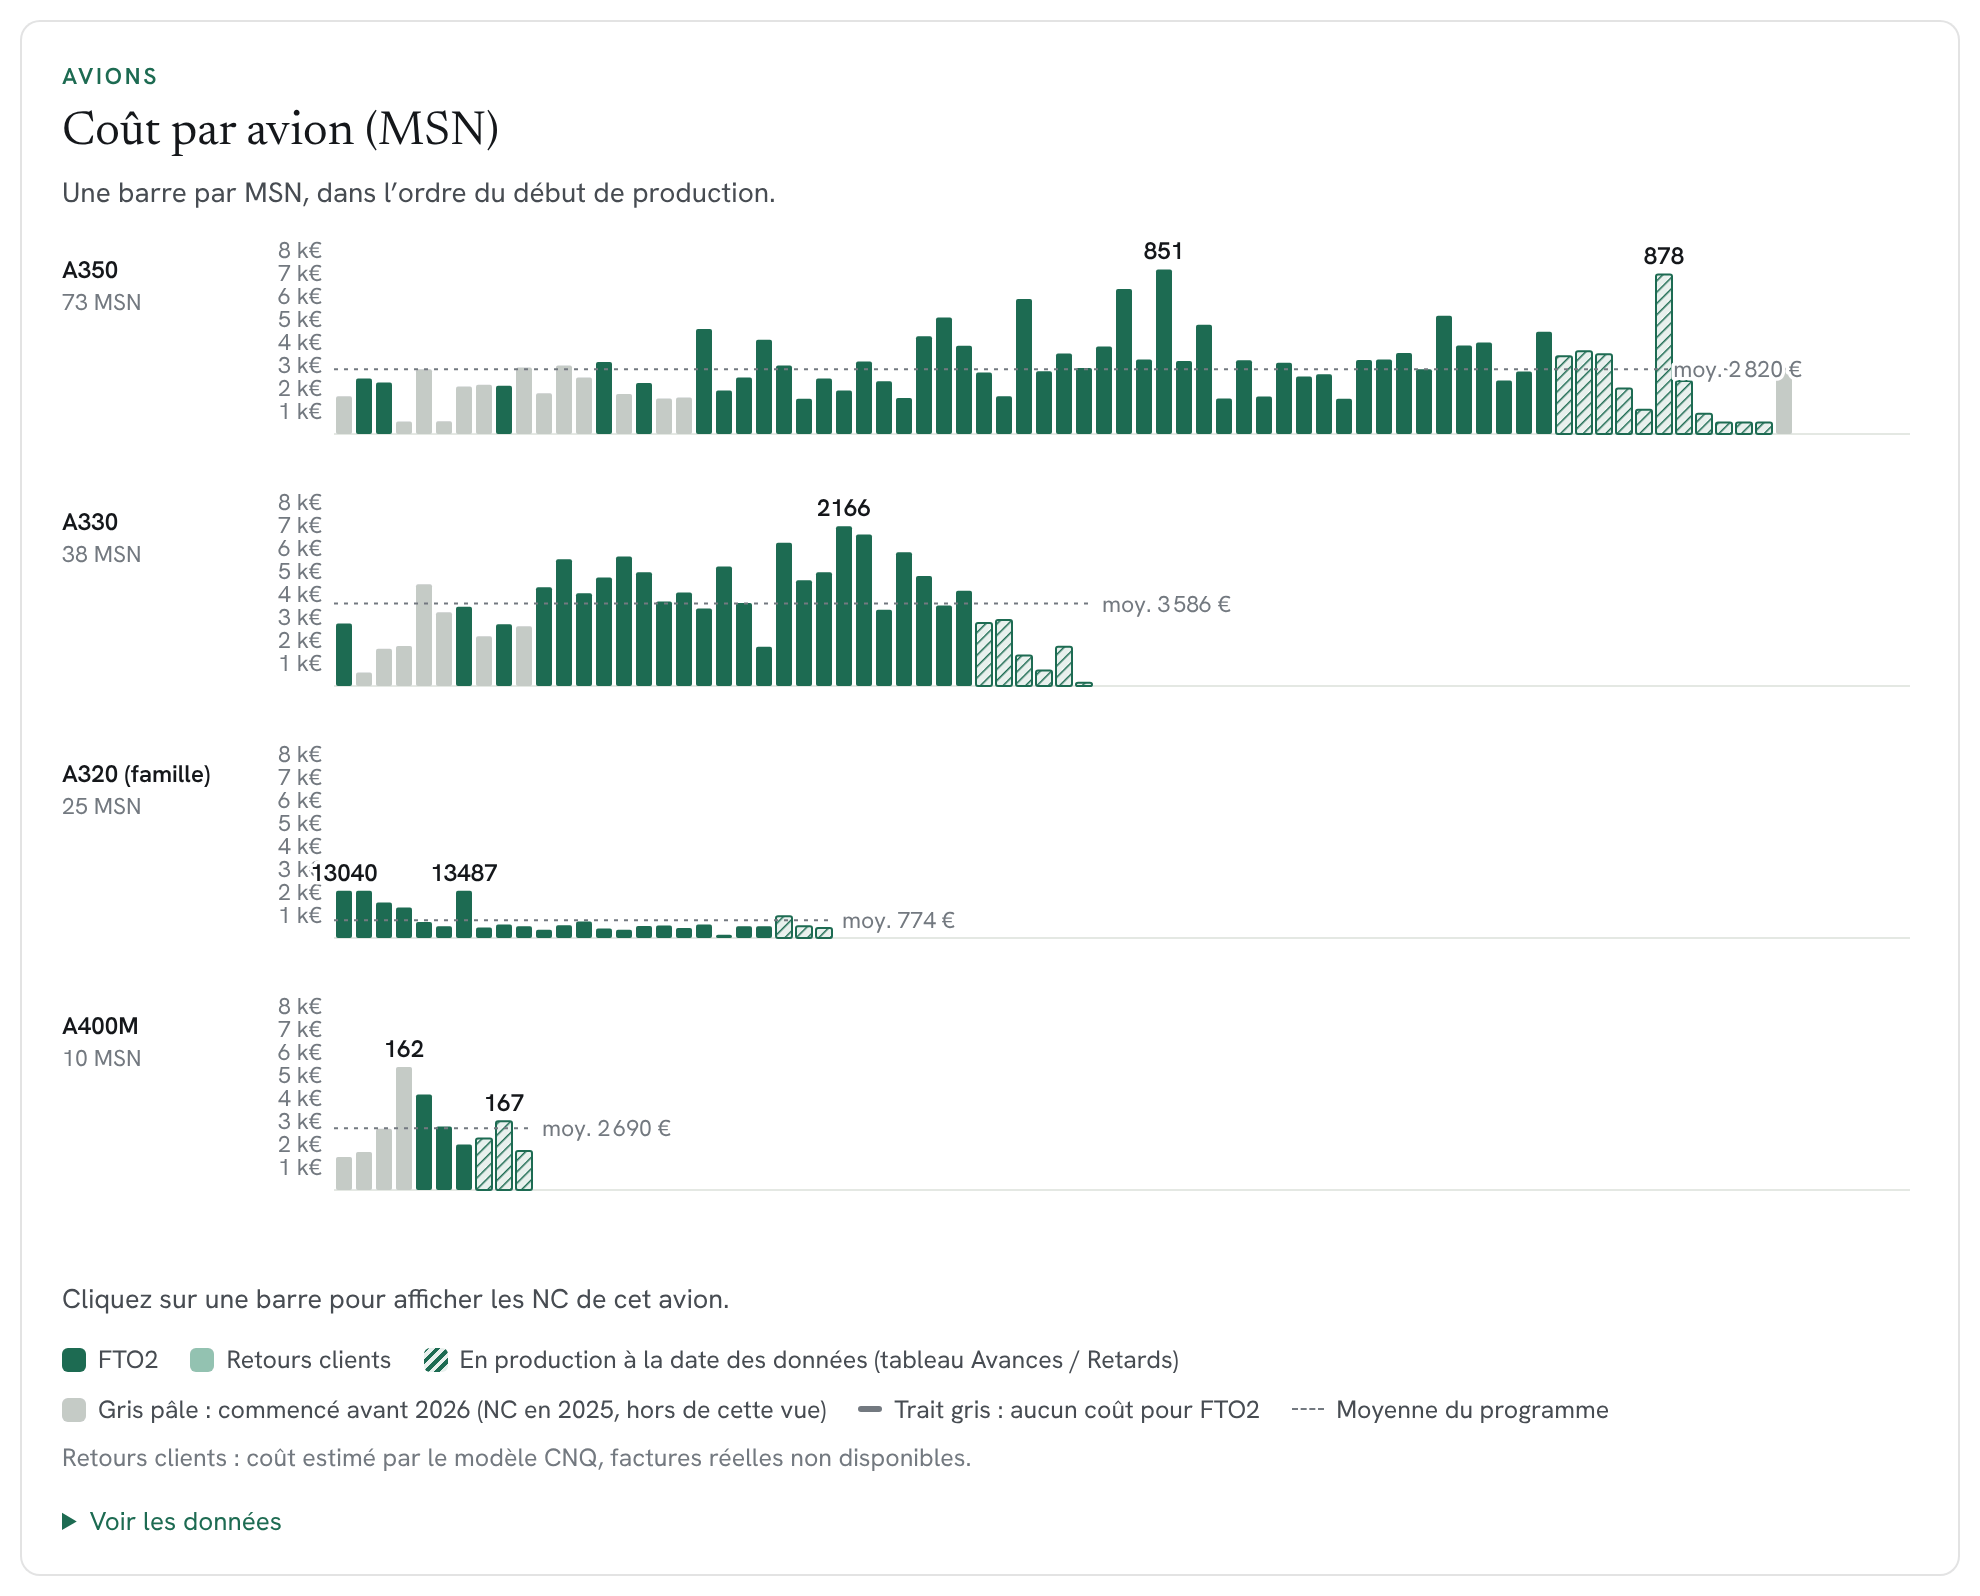 AVIONS
Coût par avion (MSN)
Une barre par MSN, dans l’ordre du début de production.
A350
73 MSN
8 k€
7 k€
6 k€
5 k€
4 k€
3 k€
2 k€
1 k€
851
878
moy. 2 820 €
A330
38 MSN
8 k€
7 k€
6 k€
5 k€
4 k€
3 k€
2 k€
1 k€
2166
moy. 3 586 €
A320 (famille)
25 MSN
8 k€
7 k€
6 k€
5 k€
4 k€
3 k€
2 k€
1 k€
13040
13487
moy. 774 €
A400M
10 MSN
8 k€
7 k€
6 k€
5 k€
4 k€
3 k€
2 k€
1 k€
162
167
moy. 2 690 €
Cliquez sur une barre pour afficher les NC de cet avion.
FTO2 Retours clients En production à la date des données (tableau Avances / Retards)
Gris pâle : commencé avant 2026 (NC en 2025, hors de cette vue) Trait gris : aucun coût pour FTO2 Moyenne du programme
Retours clients : coût estimé par le modèle CNQ, factures réelles non disponibles.
Voir les données